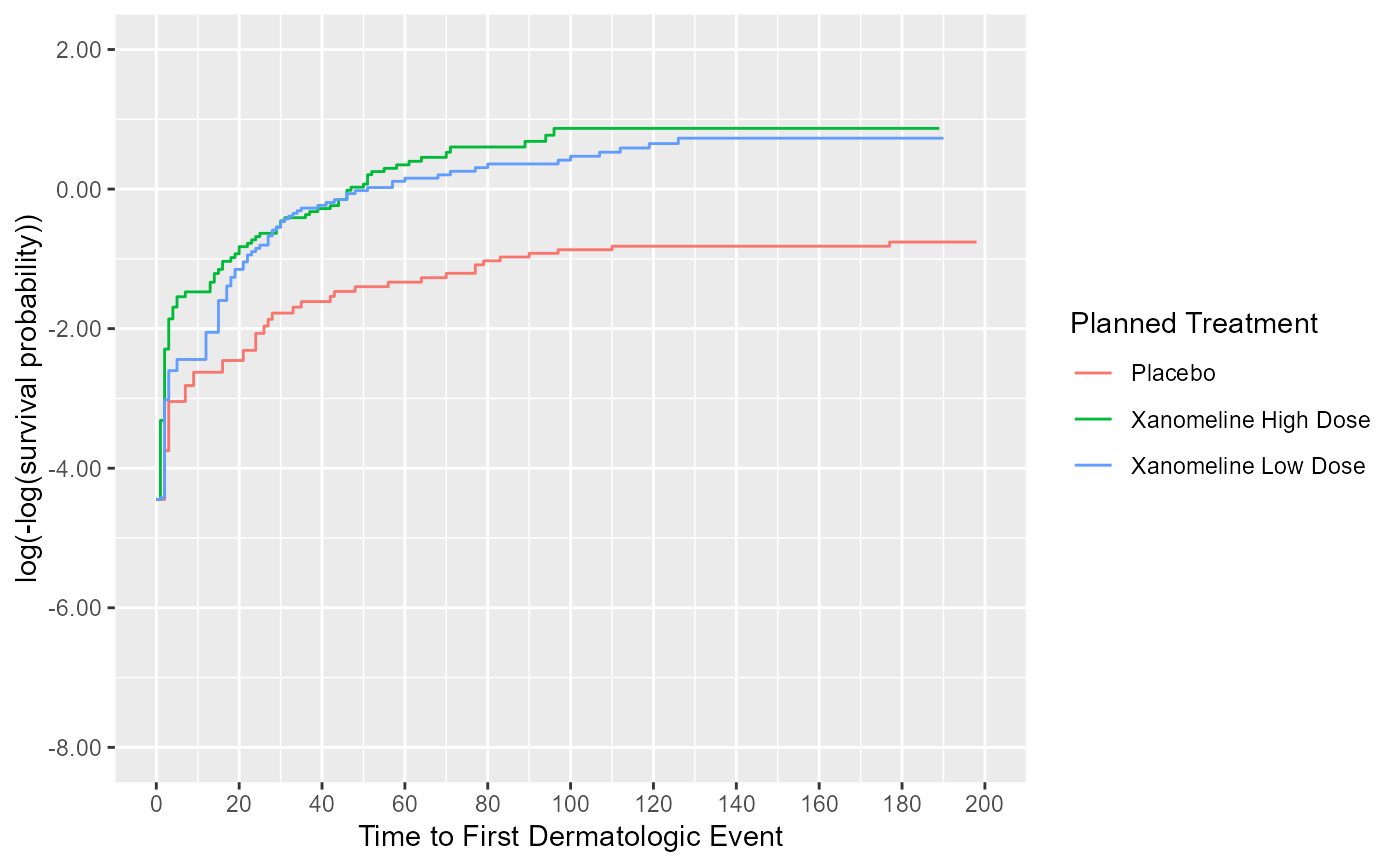 2.00
0.00
-2.00
-4.00
-6.00
-8.00
log(-log(survival probability))
0 20 40 60 80 100 120 140 160 180 200
Time to First Dermatologic Event
Planned Treatment
Placebo
Xanomeline High Dose
Xanomeline Low Dose